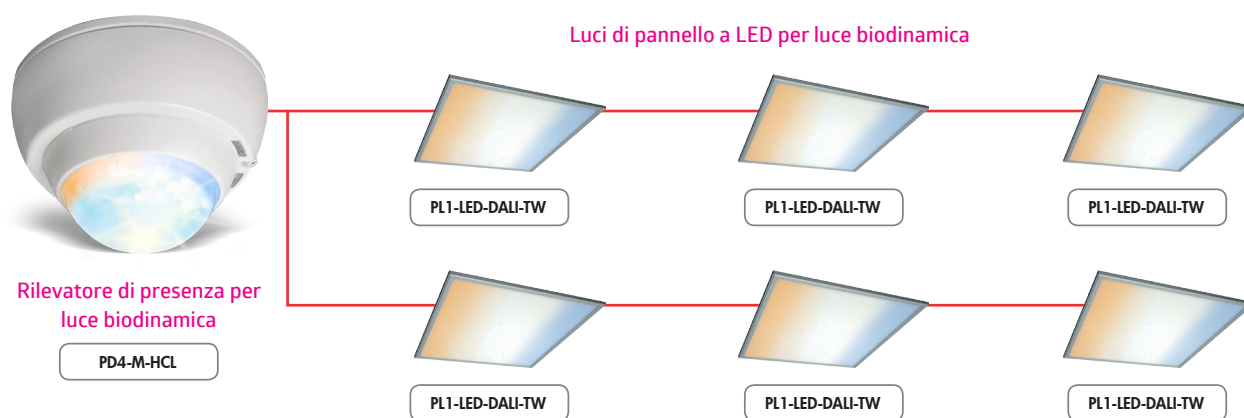 Luci di pannello a LED per luce biodinamica
PL1-LED-DALI-TW
PL1-LED-DALI-TW
PL1-LED-DALI-TW
Rilevatore di presenza per
luce biodinamica
PD4-M-HCL
PL1-LED-DALI-TW
PL1-LED-DALI-TW
PL1-LED-DALI-TW